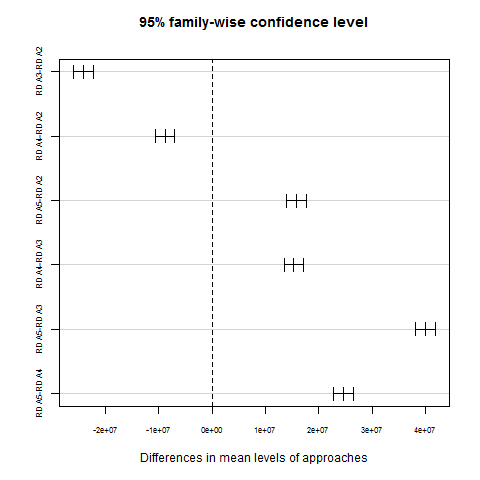 95% family-wise confidence level
RD A3-RD A2
RD A4-RD A2
RD A5-RD A2
RD A4-RD A3
RD A5-RD A3
RD A5-RD A4
-2e+07 -1e+07 0e+00 1e+07 2e+07 3e+07 4e+07
Differences in mean levels of approaches